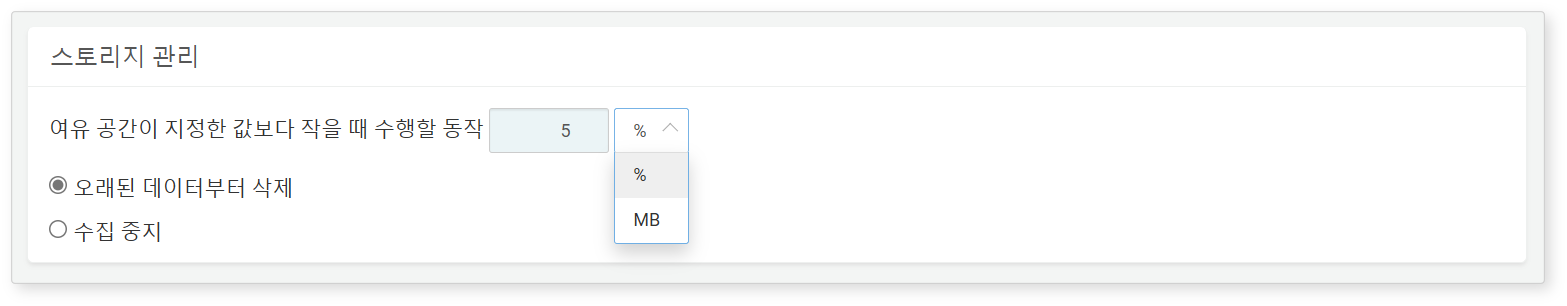 스토리지 관리
여유 공간이 지정한 값보다 작을 때 수행할 동작 5 %
%
오래된 데이터부터 삭제
MB
수집 중지